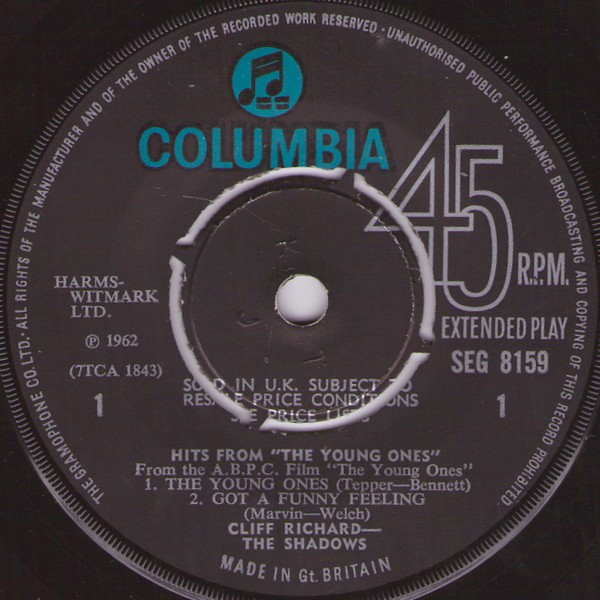 THE GRAMOPHONE CO. LTD. · ALL RIGHTS OF THE MANUFACTURER AND OF THE OWNER OF THE RECORDED WORK RESERVED · UNAUTHORISED PUBLIC PERFORMANCE BROADCASTING AND COPYING OF THIS RECORD PROHIBITED.
COLUMBIA
45
R.P.M.
EXTENDED PLAY
SEG 8159
1
HARMS-
WITMARK
LTD.
℗ 1962
(7TCA 1843)
1
SOLD IN U.K. SUBJECT TO
RESALE PRICE CONDITIONS
SEE PRICE LISTS
HITS FROM "THE YOUNG ONES"
From the A.B.P.C. Film "The Young Ones"
1. THE YOUNG ONES (Tepper—Bennett)
2. GOT A FUNNY FEELING
(Marvin—Welch)
CLIFF RICHARD—
THE SHADOWS
MADE IN Gt. BRITAIN